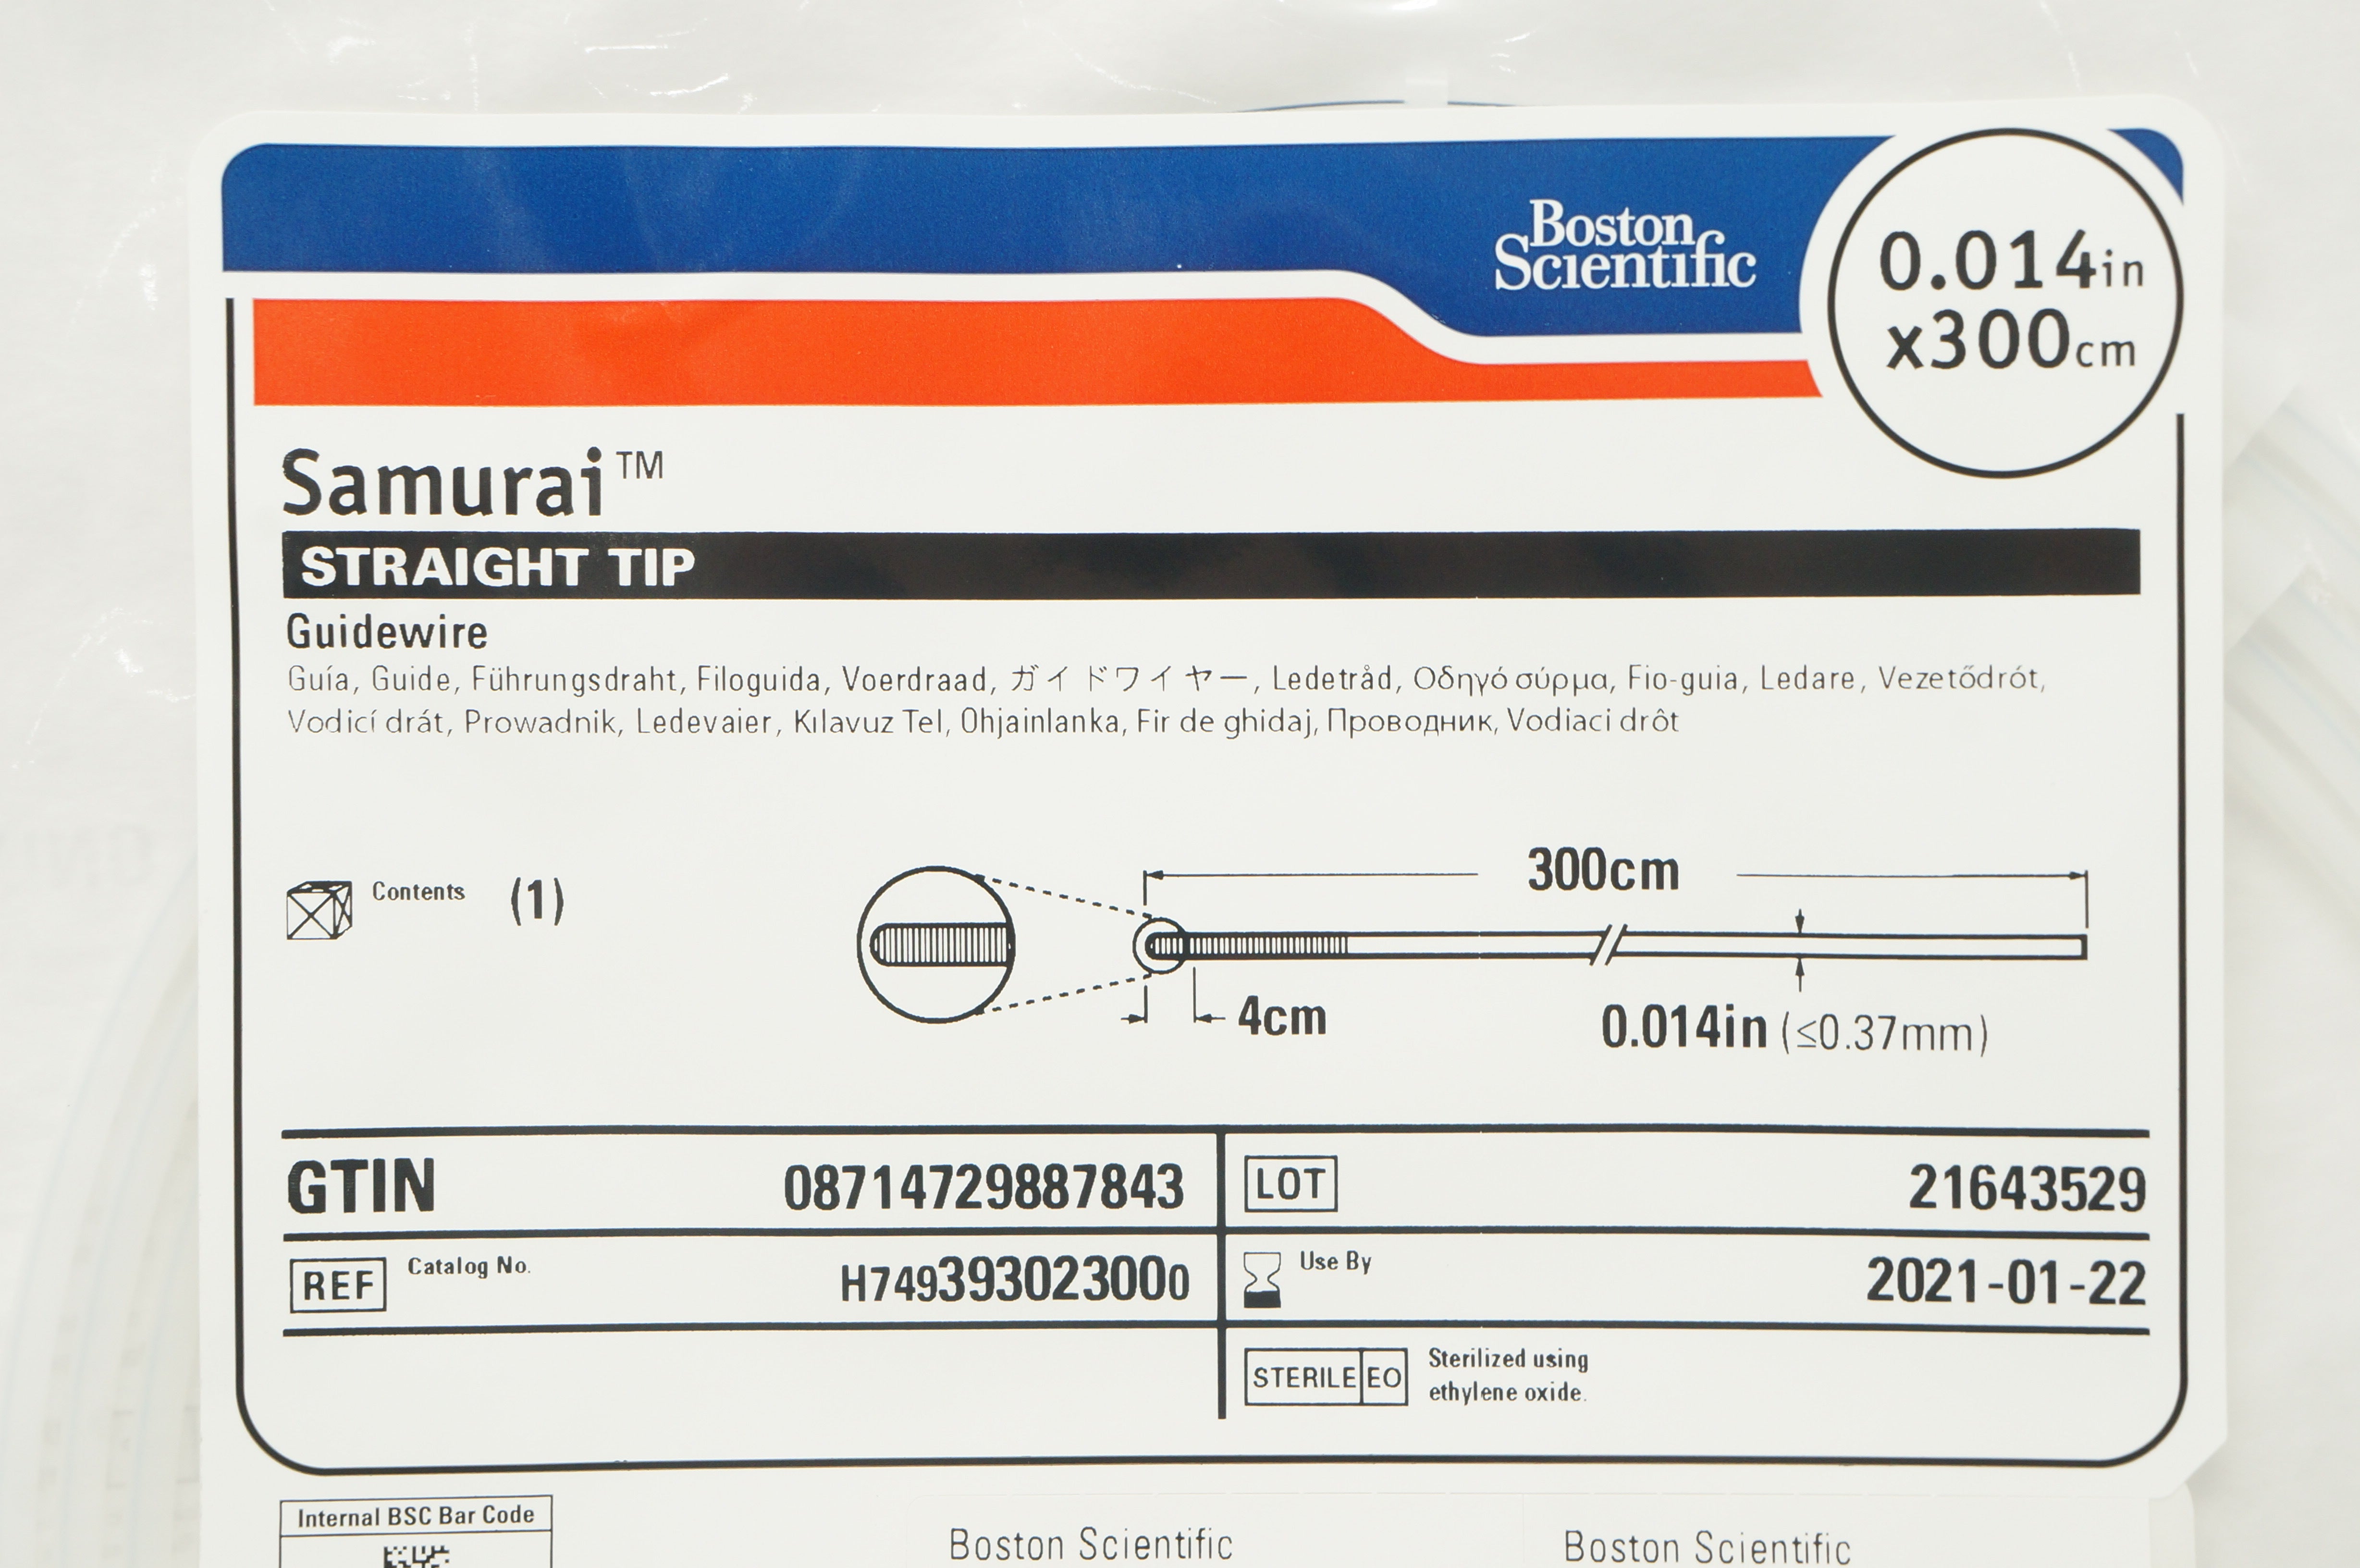 Boston
Scientific
0.014in
x300cm
Samurai™
STRAIGHT TIP
Guidewire
Guía, Guide, Führungsdraht, Filoguida, Voerdraad, ガイドワイヤー, Ledetråd, Οδηγό σύρμα, Fio-guia, Ledare, Vezetődrót,
Vodicí drát, Prowadnik, Ledevaier, Kılavuz Tel, Ohjainlanka, Fir de ghidaj, Проводник, Vodiaci drôt
Contents (1)
300cm
4cm
0.014in (≤0.37mm)
GTIN 08714729887843
LOT 21643529
REF Catalog No. H749393023000
Use By 2021-01-22
STERILE EO Sterilized using
ethylene oxide.
Internal BSC Bar Code
Boston Scientific
Boston Scientific